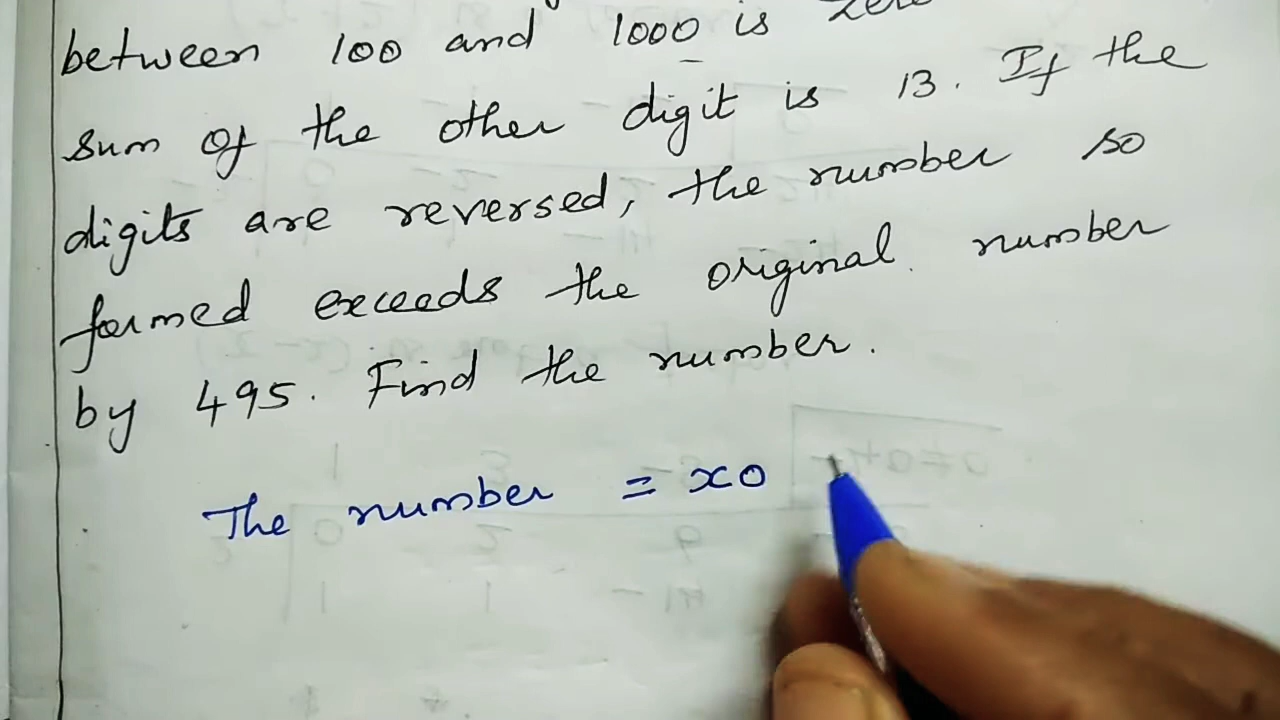 between 100 and 1000 is zero
sum of the other digit is 13. If the
digits are reversed, the number so
formed exceeds the original number
by 495. Find the number.
The number = x0